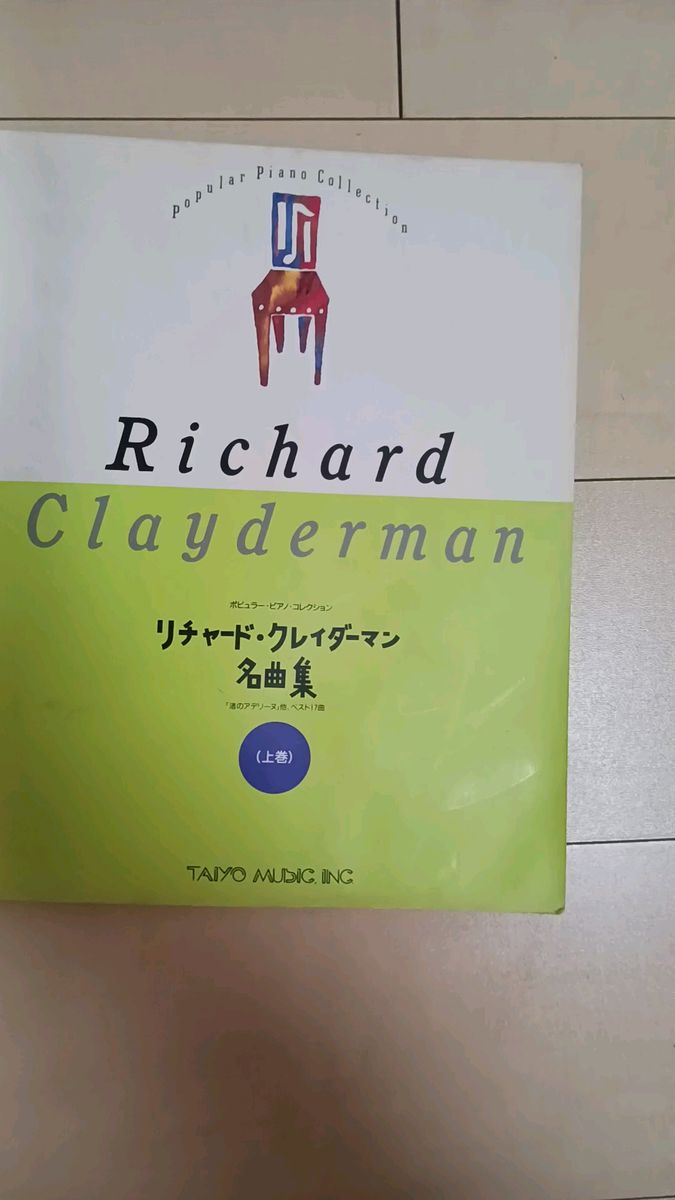 Popular Piano Collection
Richard
Clayderman
ポピュラー・ピアノ・コレクション
リチャード・クレイダーマン
名曲集
「渚のアデリーヌ」他、ベスト17曲
(上巻)
TAIYO MUSIC, INC